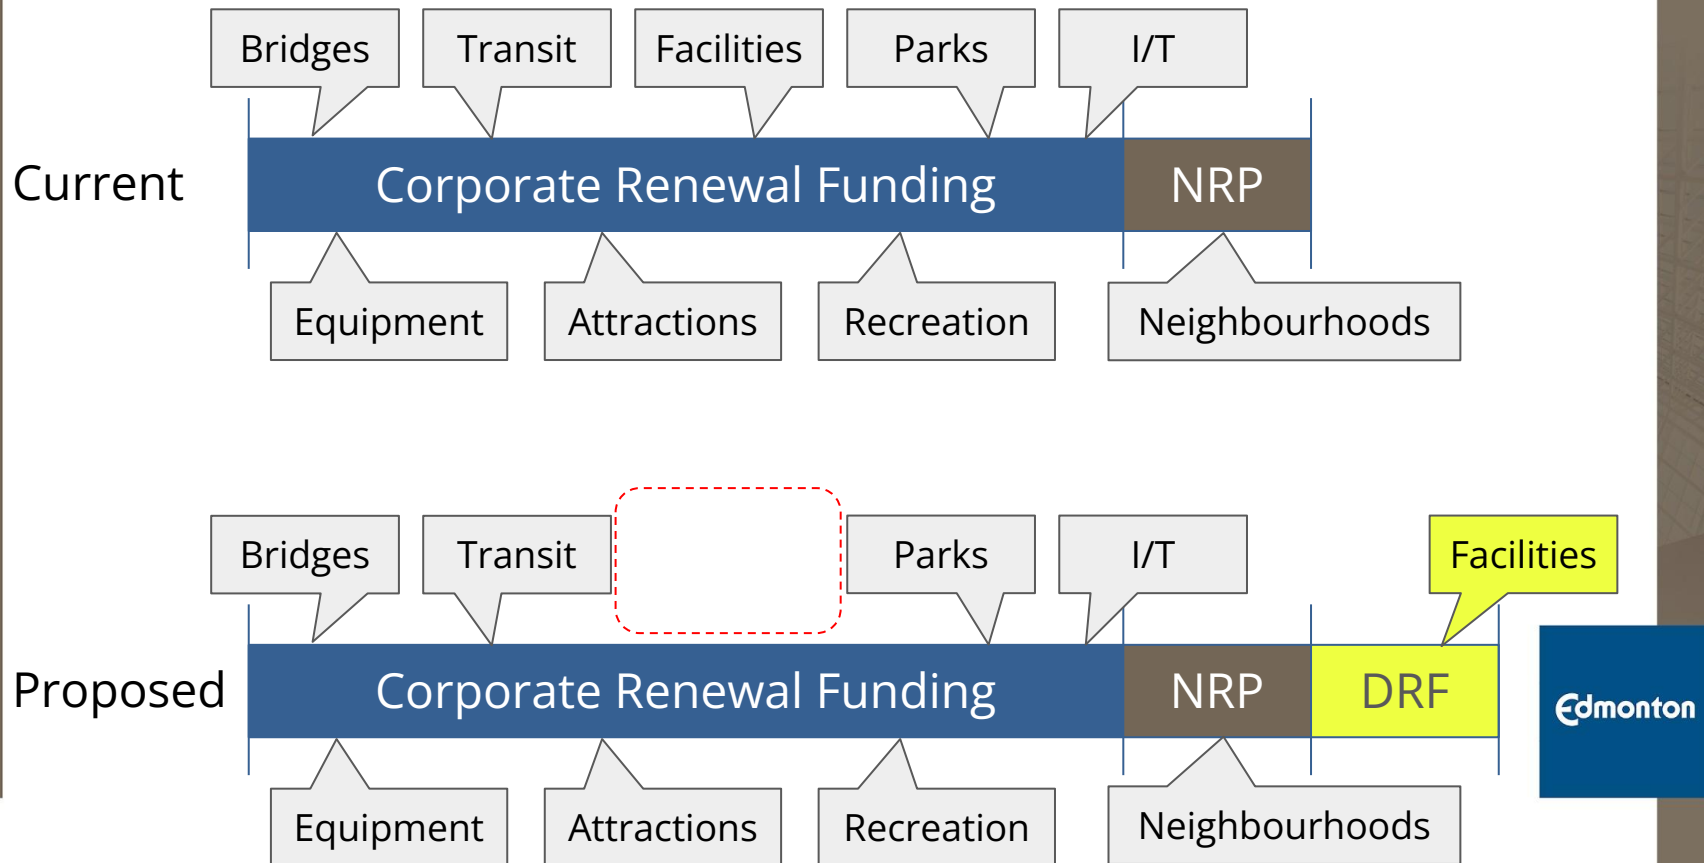 Bridges
Transit
Facilities
Parks
I/T
Current
Corporate Renewal Funding
NRP
Equipment
Attractions
Recreation
Neighbourhoods
Bridges
Transit
Parks
I/T
Facilities
Proposed
Corporate Renewal Funding
NRP
DRF
Edmonton
Equipment
Attractions
Recreation
Neighbourhoods